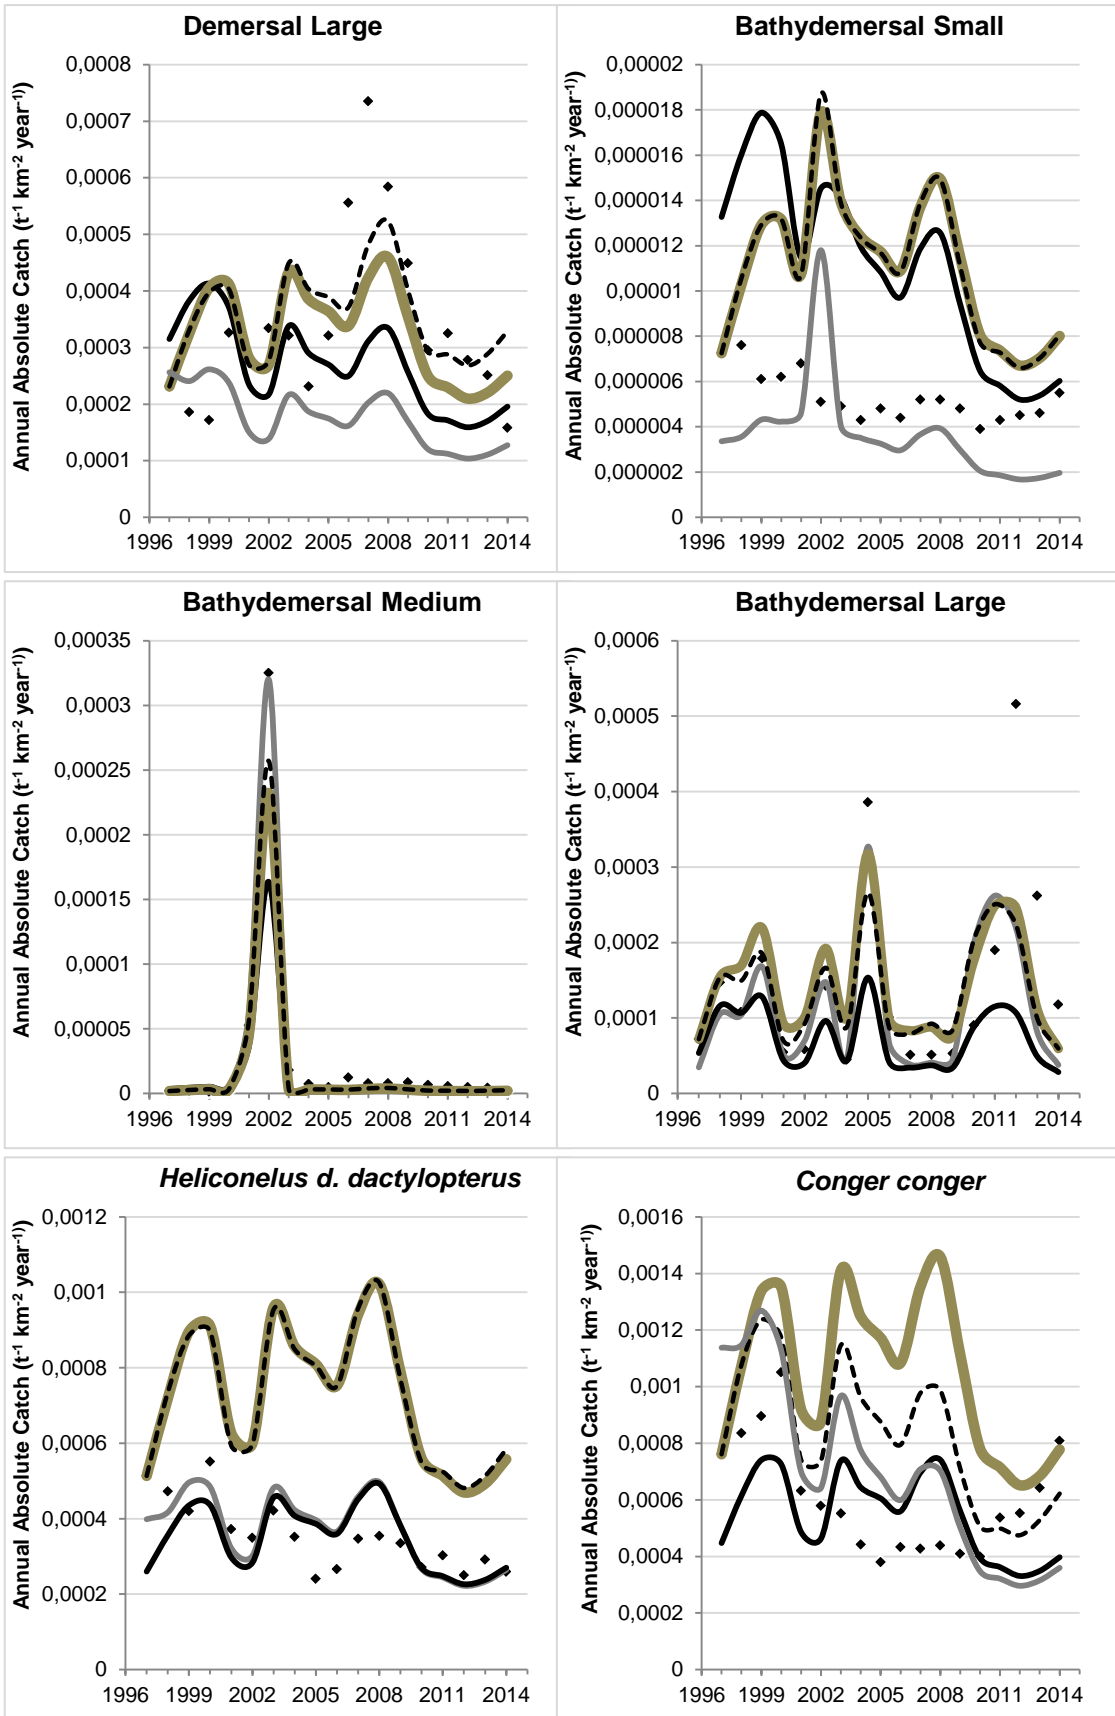 Demersal Large
Annual Absolute Catch (t⁻¹ km⁻² year⁻¹))
0,0008
0,0007
0,0006
0,0005
0,0004
0,0003
0,0002
0,0001
0
1996 1999 2002 2005 2008 2011 2014
Bathydemersal Small
Annual Absolute Catch (t⁻¹ km⁻² year⁻¹))
0,00002
0,000018
0,000016
0,000014
0,000012
0,00001
0,000008
0,000006
0,000004
0,000002
0
1996 1999 2002 2005 2008 2011 2014
Bathydemersal Medium
Annual Absolute Catch (t⁻¹ km⁻² year⁻¹))
0,00035
0,0003
0,00025
0,0002
0,00015
0,0001
0,00005
0
1996 1999 2002 2005 2008 2011 2014
Bathydemersal Large
Annual Absolute Catch (t⁻¹ km⁻² year⁻¹))
0,0006
0,0005
0,0004
0,0003
0,0002
0,0001
0
1996 1999 2002 2005 2008 2011 2014
Heliconelus d. dactylopterus
Annual Absolute Catch (t⁻¹ km⁻² year⁻¹))
0,0012
0,001
0,0008
0,0006
0,0004
0,0002
0
1996 1999 2002 2005 2008 2011 2014
Conger conger
Annual Absolute Catch (t⁻¹ km⁻² year⁻¹))
0,0016
0,0014
0,0012
0,001
0,0008
0,0006
0,0004
0,0002
0
1996 1999 2002 2005 2008 2011 2014